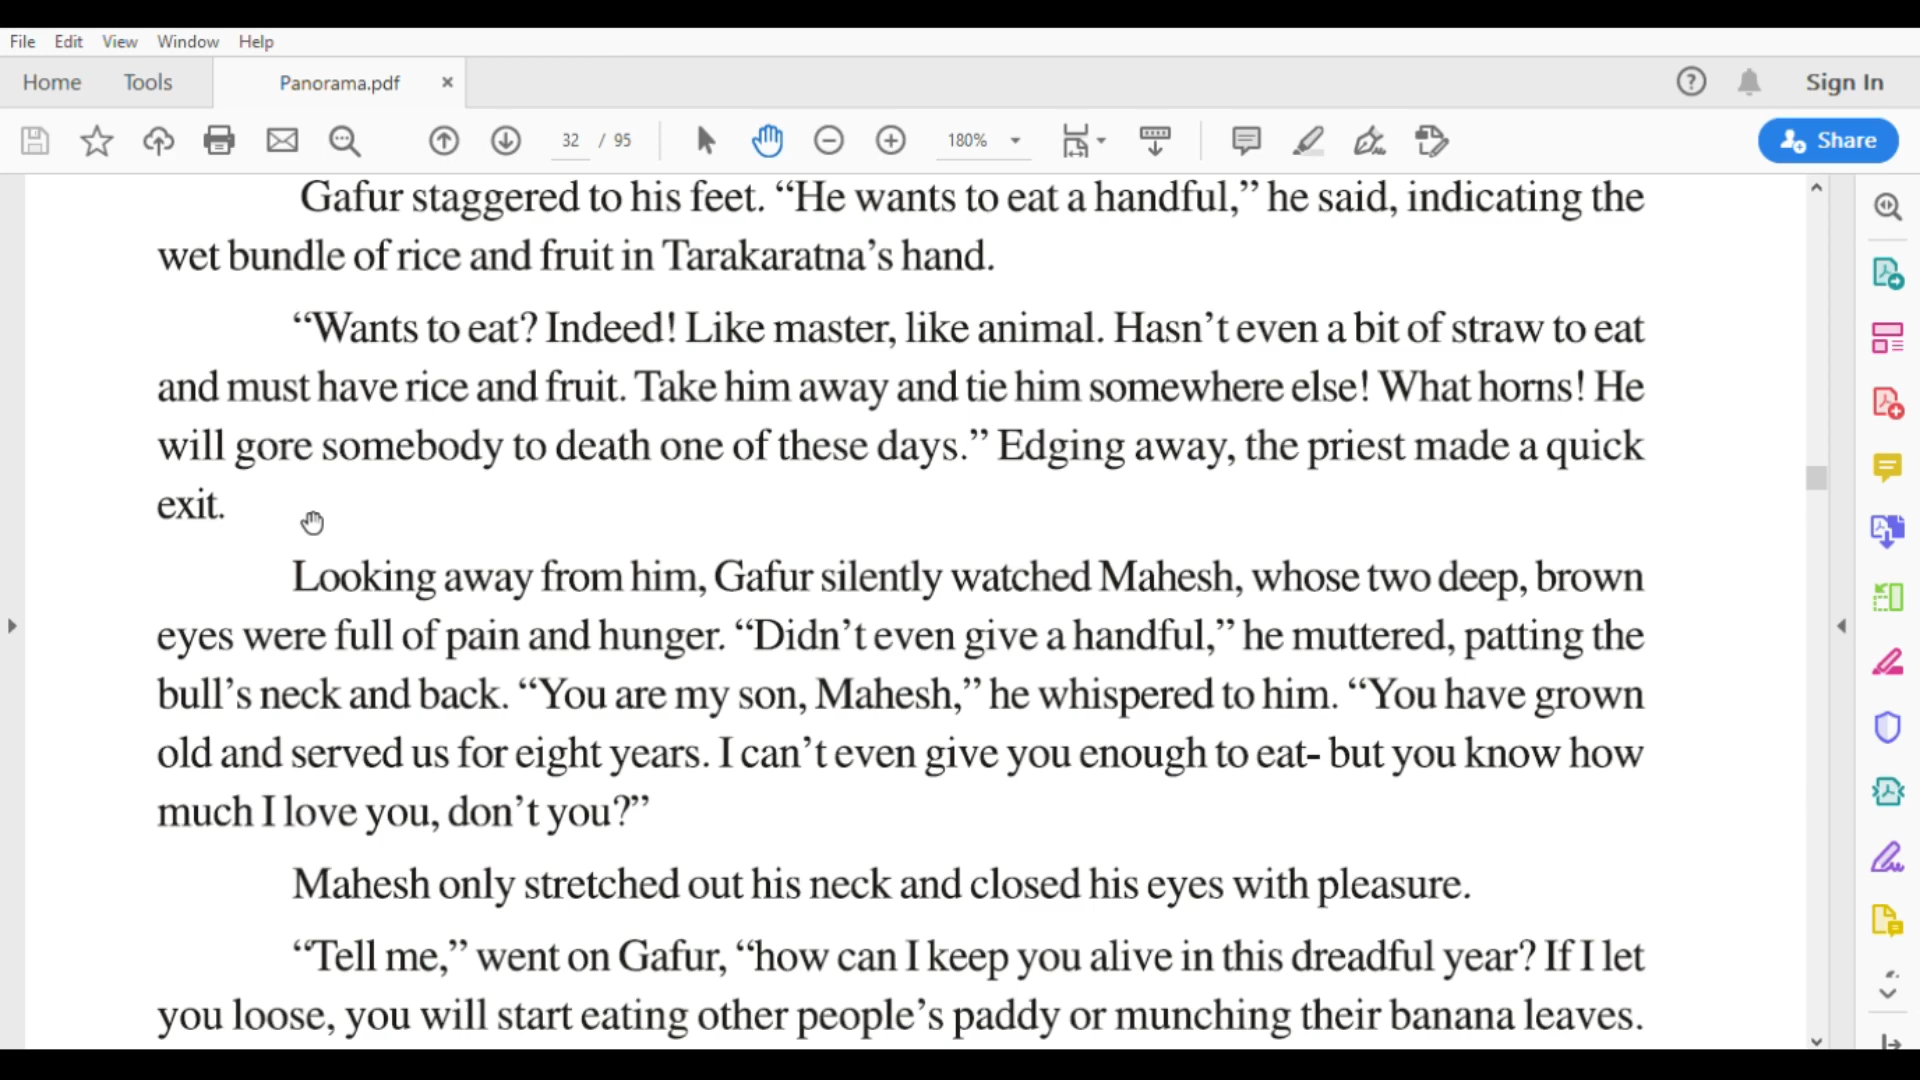 File Edit View Window Help
Home Tools Panorama.pdf × Sign In
32 / 95 180% Share
Gafur staggered to his feet. “He wants to eat a handful,” he said, indicating the
wet bundle of rice and fruit in Tarakaratna’s hand.
“Wants to eat? Indeed! Like master, like animal. Hasn’t even a bit of straw to eat
and must have rice and fruit. Take him away and tie him somewhere else! What horns! He
will gore somebody to death one of these days.” Edging away, the priest made a quick
exit.
Looking away from him, Gafur silently watched Mahesh, whose two deep, brown
eyes were full of pain and hunger. “Didn’t even give a handful,” he muttered, patting the
bull’s neck and back. “You are my son, Mahesh,” he whispered to him. “You have grown
old and served us for eight years. I can’t even give you enough to eat- but you know how
much I love you, don’t you?”
Mahesh only stretched out his neck and closed his eyes with pleasure.
“Tell me,” went on Gafur, “how can I keep you alive in this dreadful year? If I let
you loose, you will start eating other people’s paddy or munching their banana leaves.